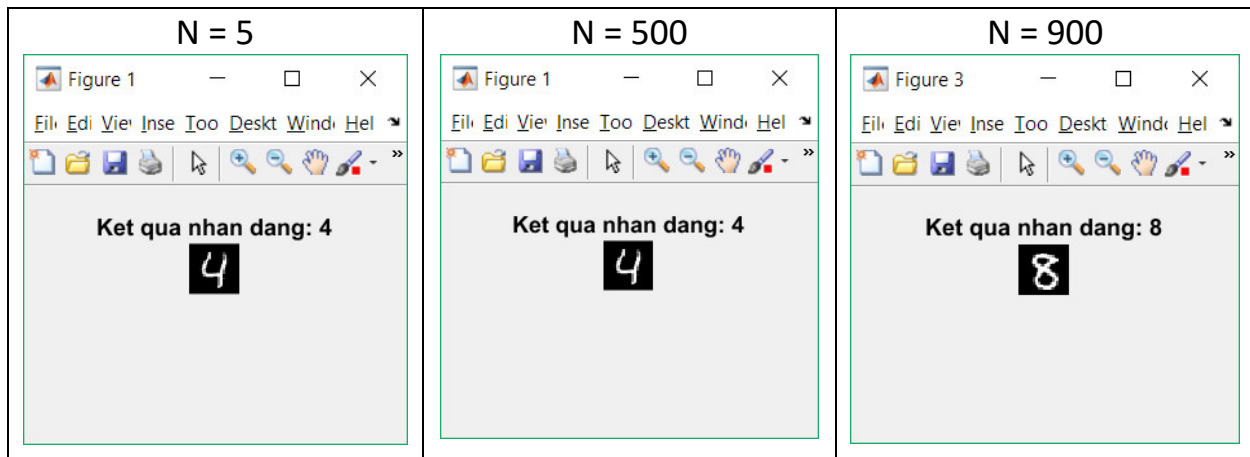 N = 5
N = 500
N = 900
Figure 1
Figure 1
Figure 3
Fil Edi Vie Inse Too Deskt Wind Hel
Fil Edi Vie Inse Too Deskt Wind Hel
Fil Edi Vie Inse Too Deskt Wind Hel
Ket qua nhan dang: 4
Ket qua nhan dang: 4
Ket qua nhan dang: 8
4
4
8